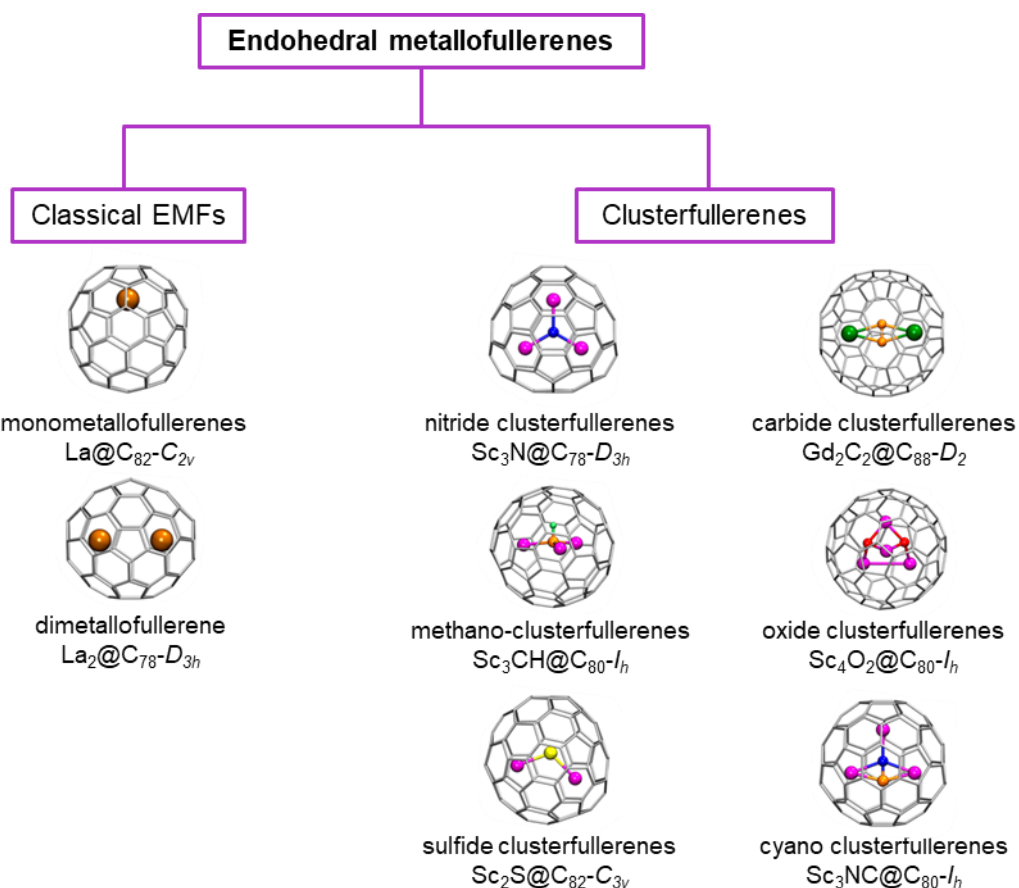 Endohedral metallofullerenes
Classical EMFs
Clusterfullerenes
monometallofullerenes
La@C₈₂-C₂ᵥ
dimetallofullerene
La₂@C₇₈-D₃ₕ
nitride clusterfullerenes
Sc₃N@C₇₈-D₃ₕ
carbide clusterfullerenes
Gd₂C₂@C₈₈-D₂
methano-clusterfullerenes
Sc₃CH@C₈₀-Iₕ
oxide clusterfullerenes
Sc₄O₂@C₈₀-Iₕ
sulfide clusterfullerenes
Sc₂S@C₈₂-C₃ᵥ
cyano clusterfullerenes
Sc₃NC@C₈₀-Iₕ